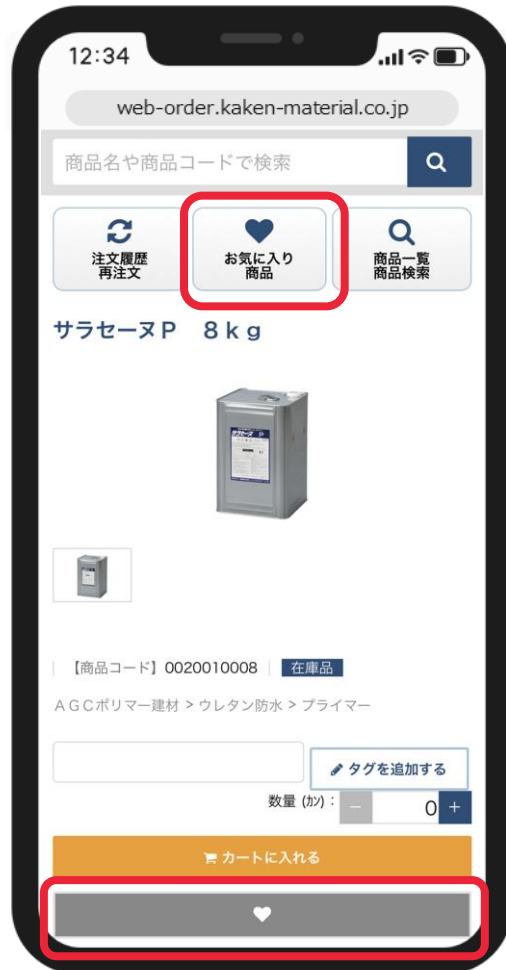 12:34
web-order.kaken-material.co.jp
商品名や商品コードで検索
注文履歴
再注文
お気に入り
商品
商品一覧
商品検索
サラセーヌＰ　８ｋｇ
【商品コード】0020010008 在庫品
ＡＧＣポリマー建材 > ウレタン防水 > プライマー
タグを追加する
数量 (ｶﾝ)：
－ 0 +
カートに入れる